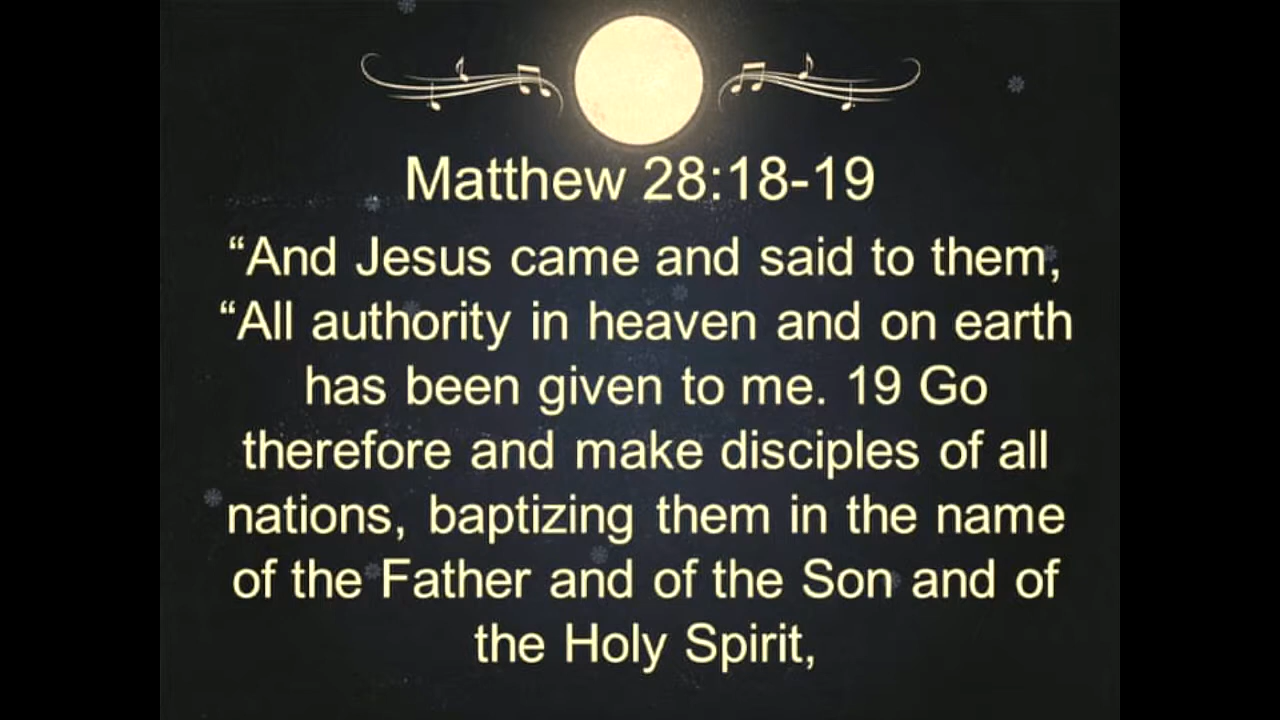 Matthew 28:18-19
“And Jesus came and said to them,
“All authority in heaven and on earth
has been given to me. 19 Go
therefore and make disciples of all
nations, baptizing them in the name
of the Father and of the Son and of
the Holy Spirit,